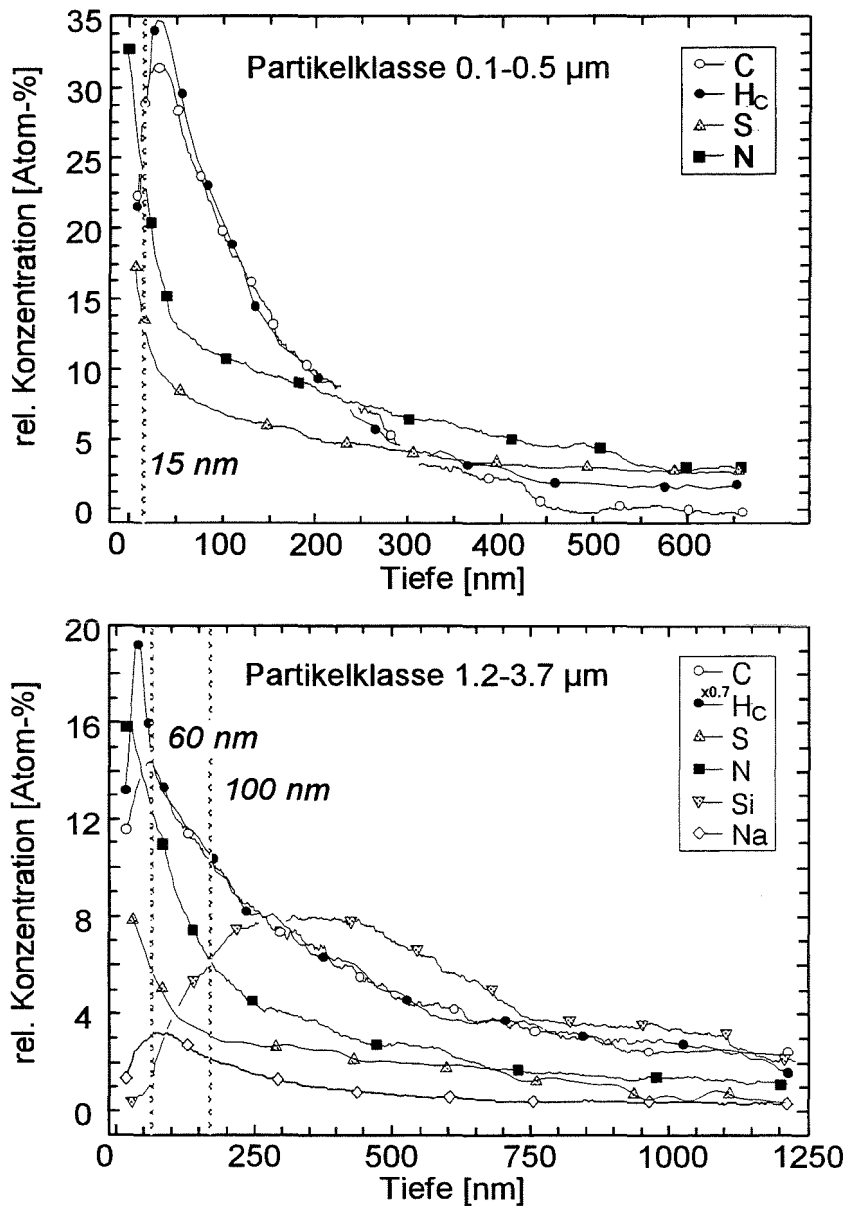 35
30
25
20
15
10
5
0
rel. Konzentration [Atom-%]
Partikelklasse 0.1-0.5 µm
C
HC
S
N
15 nm
0 100 200 300 400 500 600
Tiefe [nm]
20
16
12
8
4
0
rel. Konzentration [Atom-%]
Partikelklasse 1.2-3.7 µm
C
x0.7 HC
S
N
Si
Na
60 nm
100 nm
0 250 500 750 1000 1250
Tiefe [nm]